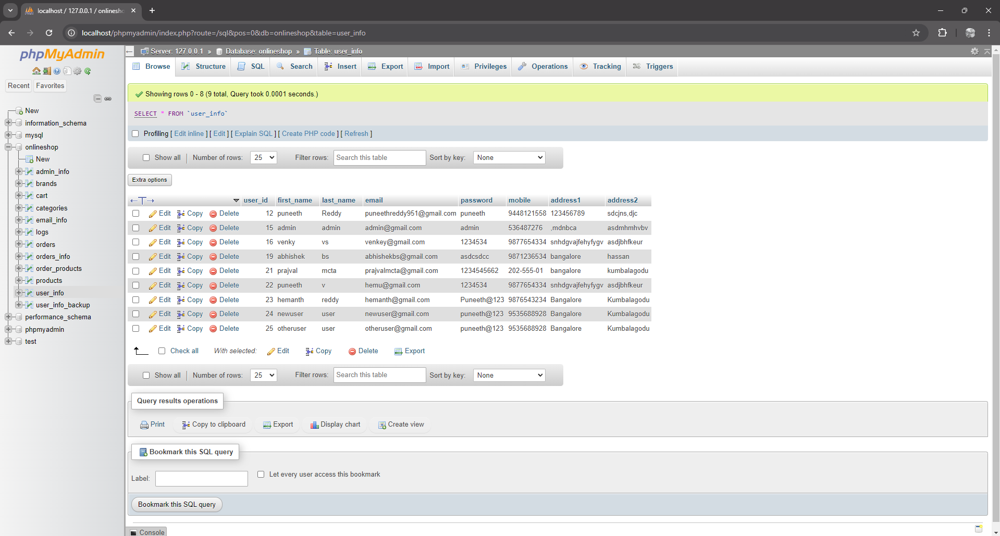 localhost / 127.0.0.1 / onlinesho
localhost/phpmyadmin/index.php?route=/sql&pos=0&db=onlineshop&table=user_info
phpMyAdmin
Recent Favorites
New
information_schema
mysql
onlineshop
New
admin_info
brands
cart
categories
email_info
logs
orders
orders_info
order_products
products
user_info
user_info_backup
performance_schema
phpmyadmin
test
Server: 127.0.0.1 » Database: onlineshop » Table: user_info
Browse Structure SQL Search Insert Export Import Privileges Operations Tracking Triggers
Showing rows 0 - 8 (9 total, Query took 0.0001 seconds.)
SELECT * FROM `user_info`
Profiling [ Edit inline ] [ Edit ] [ Explain SQL ] [ Create PHP code ] [ Refresh ]
Show all Number of rows: 25 Filter rows: Search this table Sort by key: None
Extra options
user_id first_name last_name email password mobile address1 address2
Edit Copy Delete 12 puneeth Reddy puneethreddy951@gmail.com puneeth 9448121558 123456789 sdcjns,djc
Edit Copy Delete 15 admin admin admin@gmail.com admin 536487276 ,mdnbca asdmhmhvbv
Edit Copy Delete 16 venky vs venkey@gmail.com 1234534 9877654334 snhdgvajfehyfygv asdjbhfkeur
Edit Copy Delete 19 abhishek bs abhishekbs@gmail.com asdcsdcc 9871236534 bangalore hassan
Edit Copy Delete 21 prajval mcta prajvalmcta@gmail.com 1234545662 202-555-01 bangalore kumbalagodu
Edit Copy Delete 22 puneeth v hemu@gmail.com 1234534 9877654334 snhdgvajfehyfygv asdjbhfkeur
Edit Copy Delete 23 hemanth reddy hemanth@gmail.com Puneeth@123 9876543234 Bangalore Kumbalagodu
Edit Copy Delete 24 newuser user newuser@gmail.com puneeth@123 9535688928 Bangalore Kumbalagodu
Edit Copy Delete 25 otheruser user otheruser@gmail.com puneeth@123 9535688928 Bangalore Kumbalagodu
Check all With selected: Edit Copy Delete Export
Show all Number of rows: 25 Filter rows: Search this table Sort by key: None
Query results operations
Print Copy to clipboard Export Display chart Create view
Bookmark this SQL query
Label: Let every user access this bookmark
Bookmark this SQL query
Console